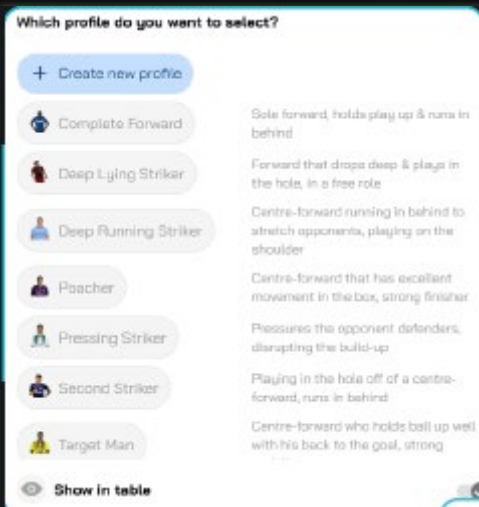 Which profile do you want to select?
+ Create new profile
Complete Forward
Sole forward, holds play up & runs in
behind
Deep Lying Striker
Forward that drops deep & plays in
the hole, in a free role
Deep Running Striker
Centre-forward running in behind to
stretch opponents, playing on the
shoulder
Poacher
Centre-forward that has excellent
movement in the box, strong finisher
Pressing Striker
Pressures the opponent defenders,
disrupting the build-up
Second Striker
Playing in the hole off of a centre-
forward, runs in behind
Target Man
Centre-forward who holds ball up well
with his back to the goal, strong
Show in table